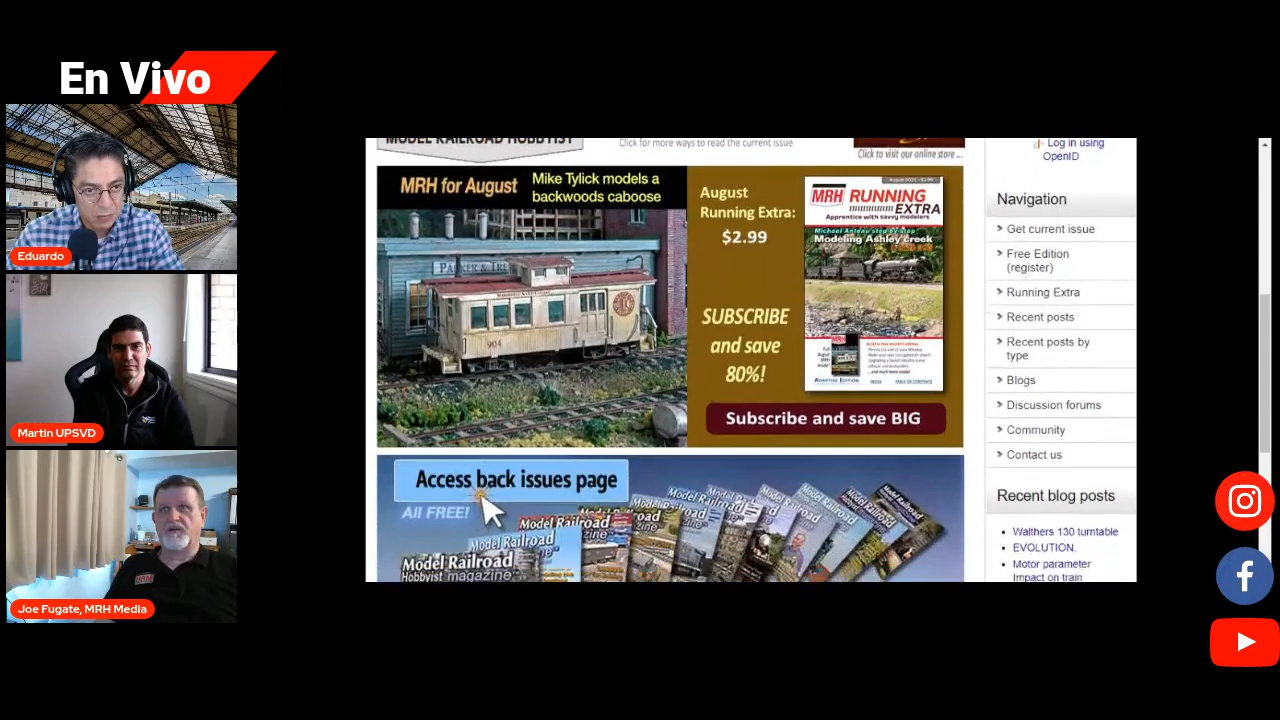 En Vivo
Eduardo
Martin UPSVD
Joe Fugate, MRH Media
MODEL RAILROAD HOBBYIST
Click for more ways to read the current issue
Click to visit our online store ...
MRH for August
Mike Tylick models a
backwoods caboose
904
August
Running Extra:
$2.99
SUBSCRIBE
and save
80%!
Subscribe and save BIG
MRH RUNNING
EXTRA
Apprentice with savvy modelers
Modeling Ashley creek
Access back issues page
All FREE!
Model Railroad
Model Railroad
Model Railroad
Hobbyist magazine
Log in using
OpenID
Navigation
Get current issue
Free Edition
(register)
Running Extra
Recent posts
Recent posts by
type
Blogs
Discussion forums
Community
Contact us
Recent blog posts
Walthers 130 turntable
EVOLUTION.
Motor parameter
Impact on train